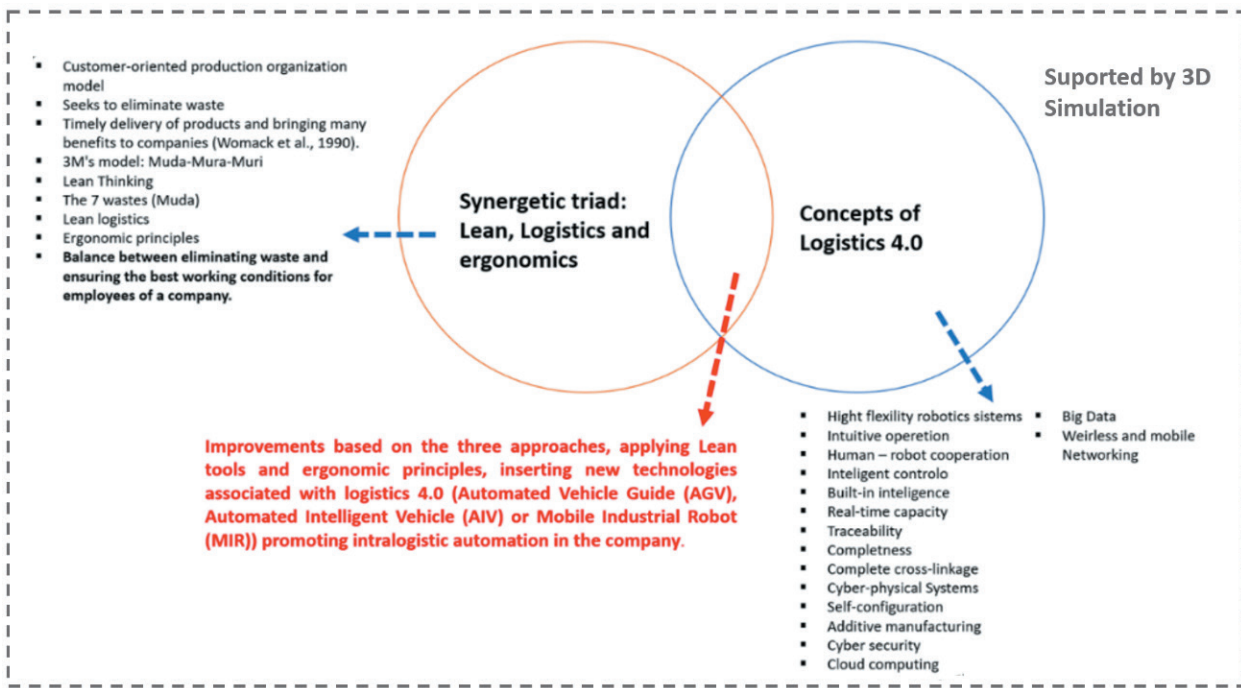 Suported by 3D
Simulation
▪ Customer-oriented production organization
model
▪ Seeks to eliminate waste
▪ Timely delivery of products and bringing many
benefits to companies (Womack et al., 1990).
▪ 3M's model: Muda-Mura-Muri
▪ Lean Thinking
▪ The 7 wastes (Muda)
▪ Lean logistics
▪ Ergonomic principles
▪ Balance between eliminating waste and
ensuring the best working conditions for
employees of a company.
Synergetic triad:
Lean, Logistics and
ergonomics
Concepts of
Logistics 4.0
Improvements based on the three approaches, applying Lean
tools and ergonomic principles, inserting new technologies
associated with logistics 4.0 (Automated Vehicle Guide (AGV),
Automated Intelligent Vehicle (AIV) or Mobile Industrial Robot
(MIR)) promoting intralogistic automation in the company.
▪ Hight flexility robotics sistems
▪ Intuitive operetion
▪ Human – robot cooperation
▪ Inteligent controlo
▪ Built-in inteligence
▪ Real-time capacity
▪ Traceability
▪ Completness
▪ Complete cross-linkage
▪ Cyber-physical Systems
▪ Self-configuration
▪ Additive manufacturing
▪ Cyber security
▪ Cloud computing
▪ Big Data
▪ Weirless and mobile
Networking